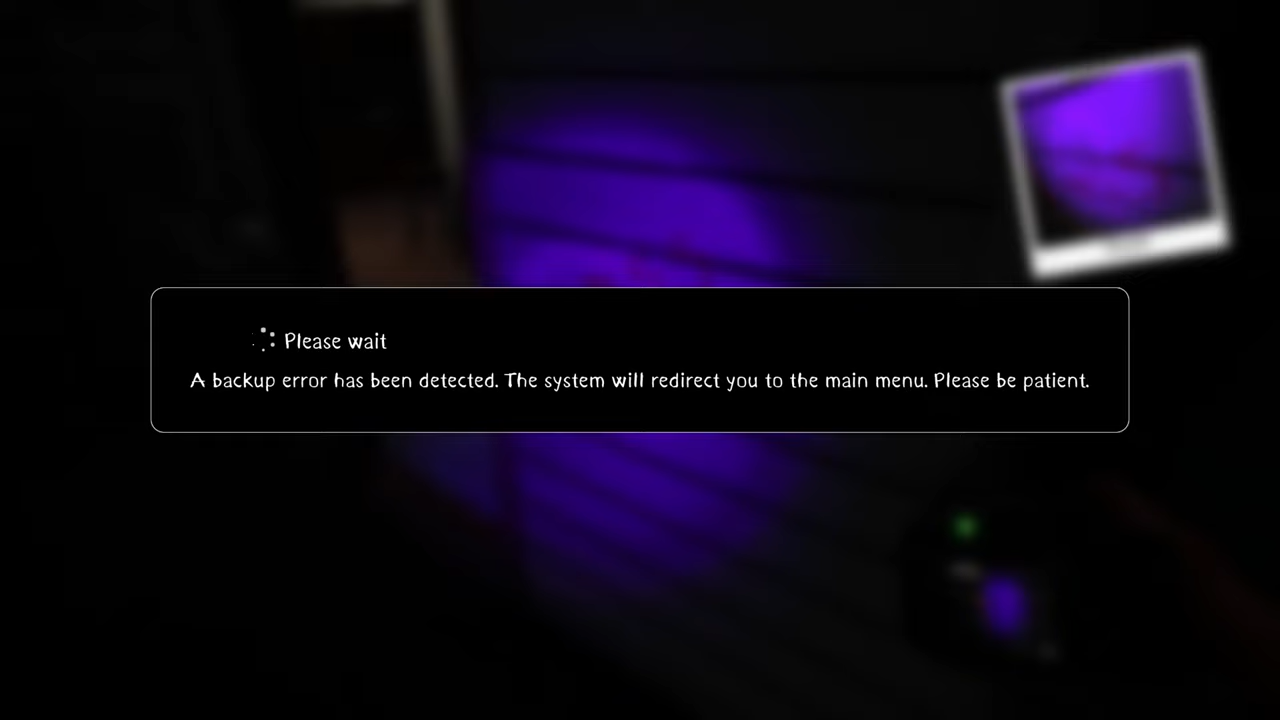 Please wait
A backup error has been detected. The system will redirect you to the main menu. Please be patient.